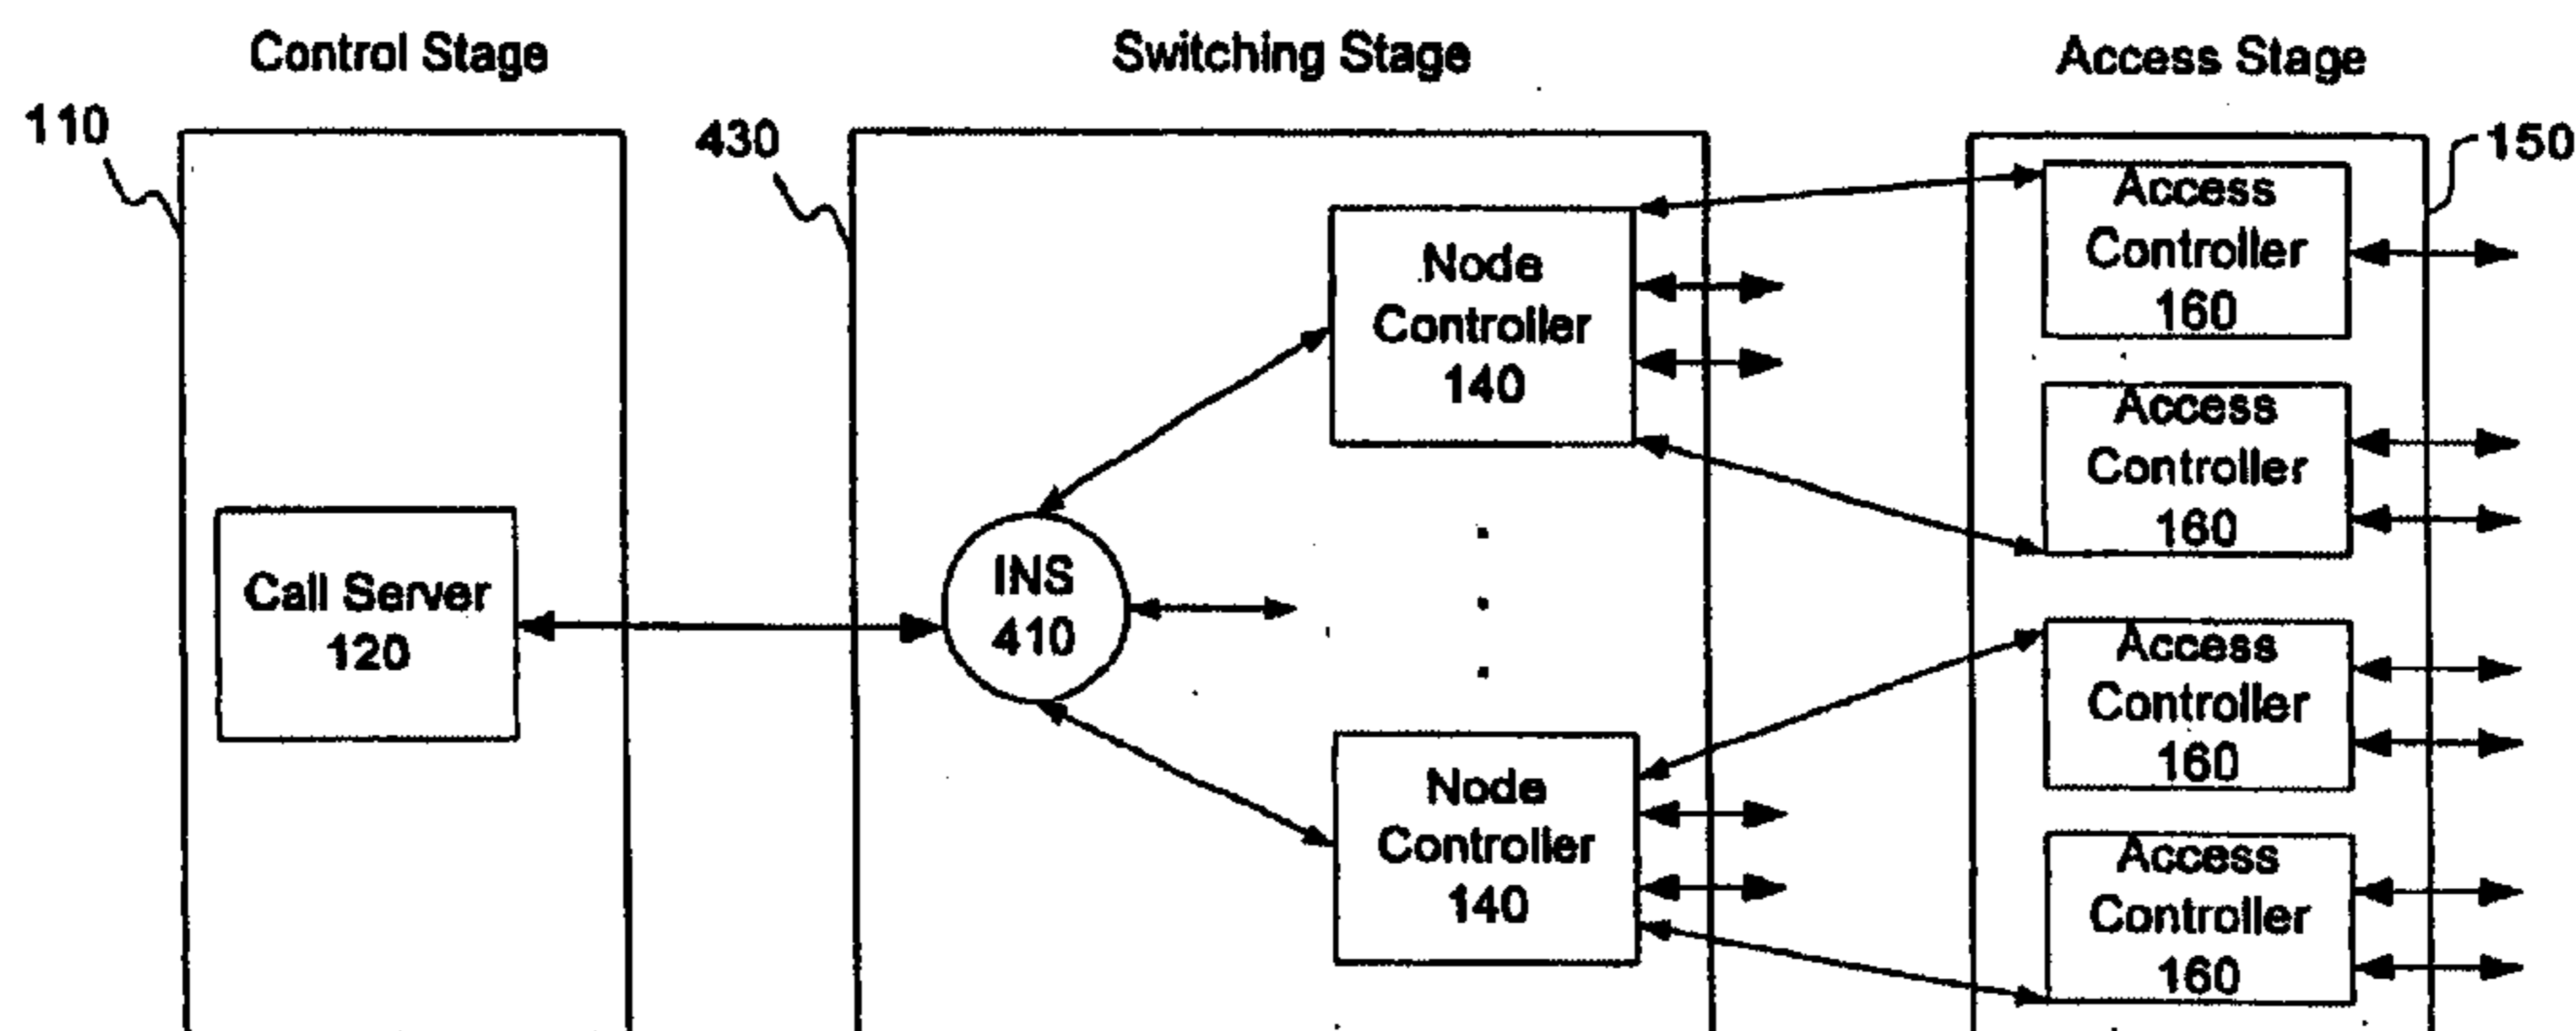 Control Stage
Switching Stage
Access Stage
110
430
150
Call Server
120
INS
410
Node
Controller
140
Node
Controller
140
Access
Controller
160
Access
Controller
160
Access
Controller
160
Access
Controller
160